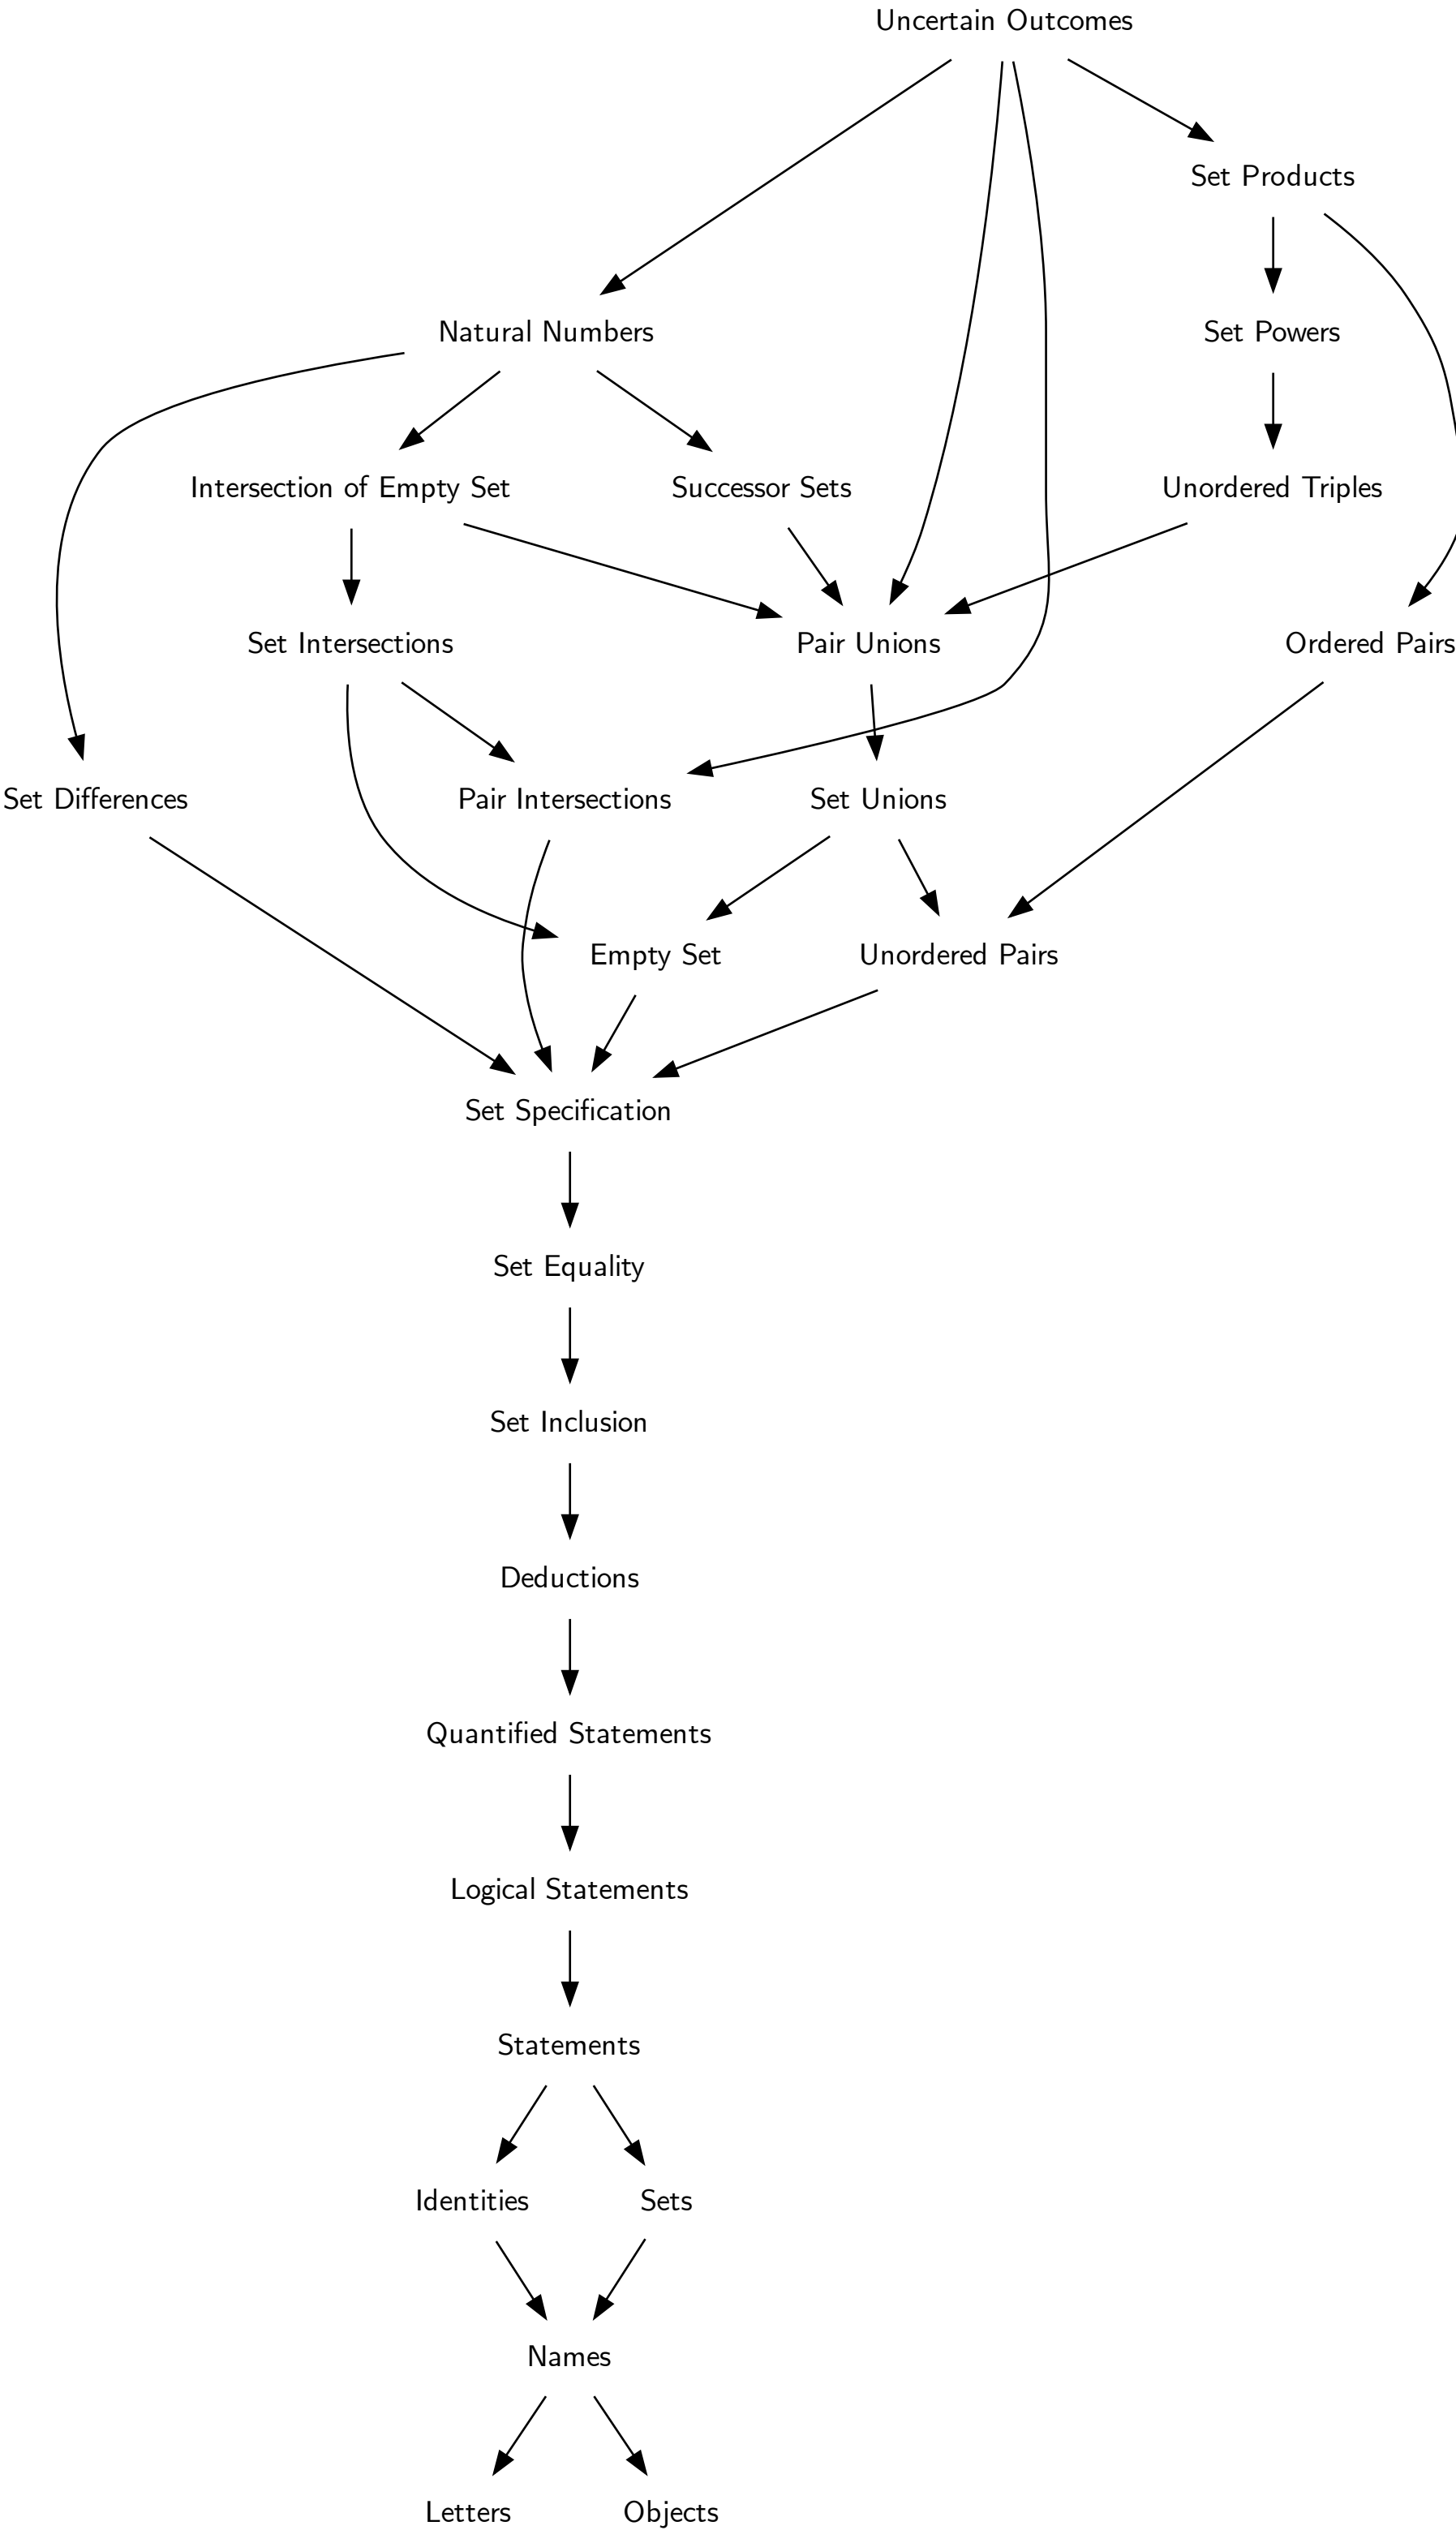 Uncertain Outcomes
Set Products
Natural Numbers
Set Powers
Intersection of Empty Set
Successor Sets
Unordered Triples
Set Intersections
Pair Unions
Ordered Pairs
Set Differences
Pair Intersections
Set Unions
Empty Set
Unordered Pairs
Set Specification
Set Equality
Set Inclusion
Deductions
Quantified Statements
Logical Statements
Statements
Identities
Sets
Names
Letters
Objects